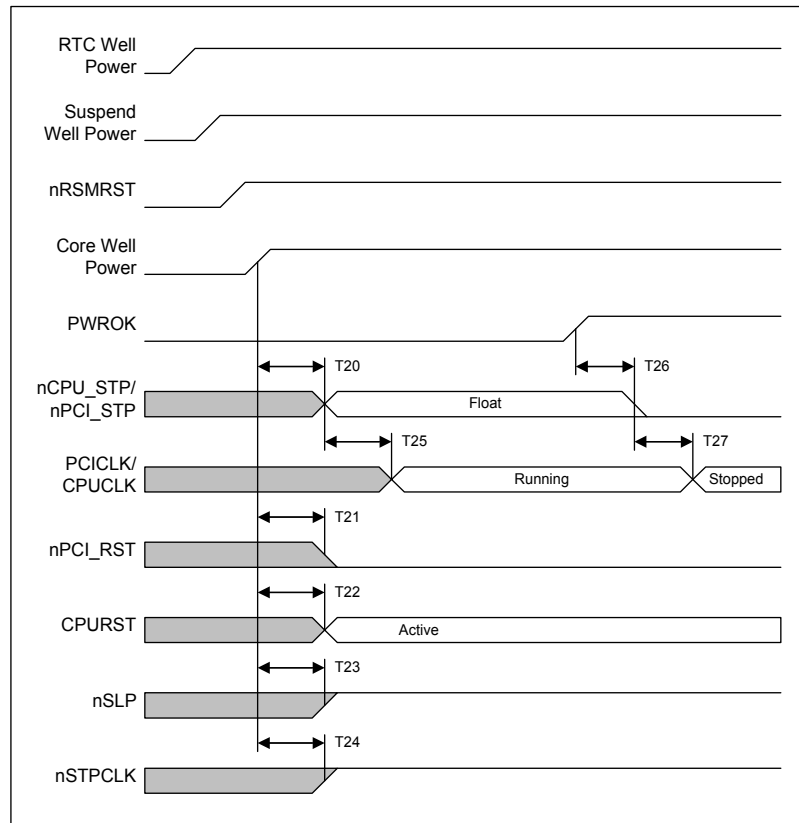 RTC Well
Power
Suspend
Well Power
nRSMRST
Core Well
Power
PWROK
T20
T26
nCPU_STP/
nPCI_STP
Float
T25
T27
PCICLK/
CPUCLK
Running
Stopped
T21
nPCI_RST
T22
CPURST
Active
T23
nSLP
T24
nSTPCLK